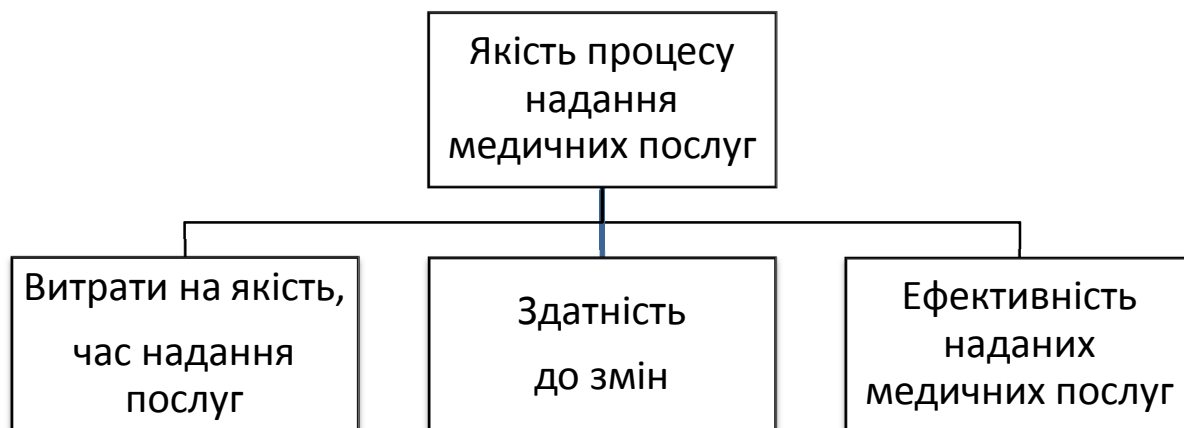 Якість процесу
надання
медичних послуг
Витрати на якість,
час надання
послуг
Здатність
до змін
Ефективність
наданих
медичних послуг